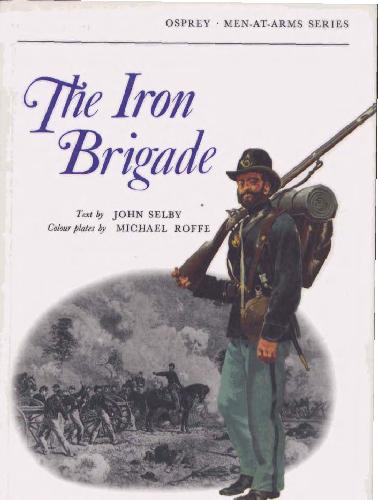 OSPREY · MEN-AT-ARMS SERIES
The Iron
Brigade
Text by JOHN SELBY
Colour plates by MICHAEL ROFFE